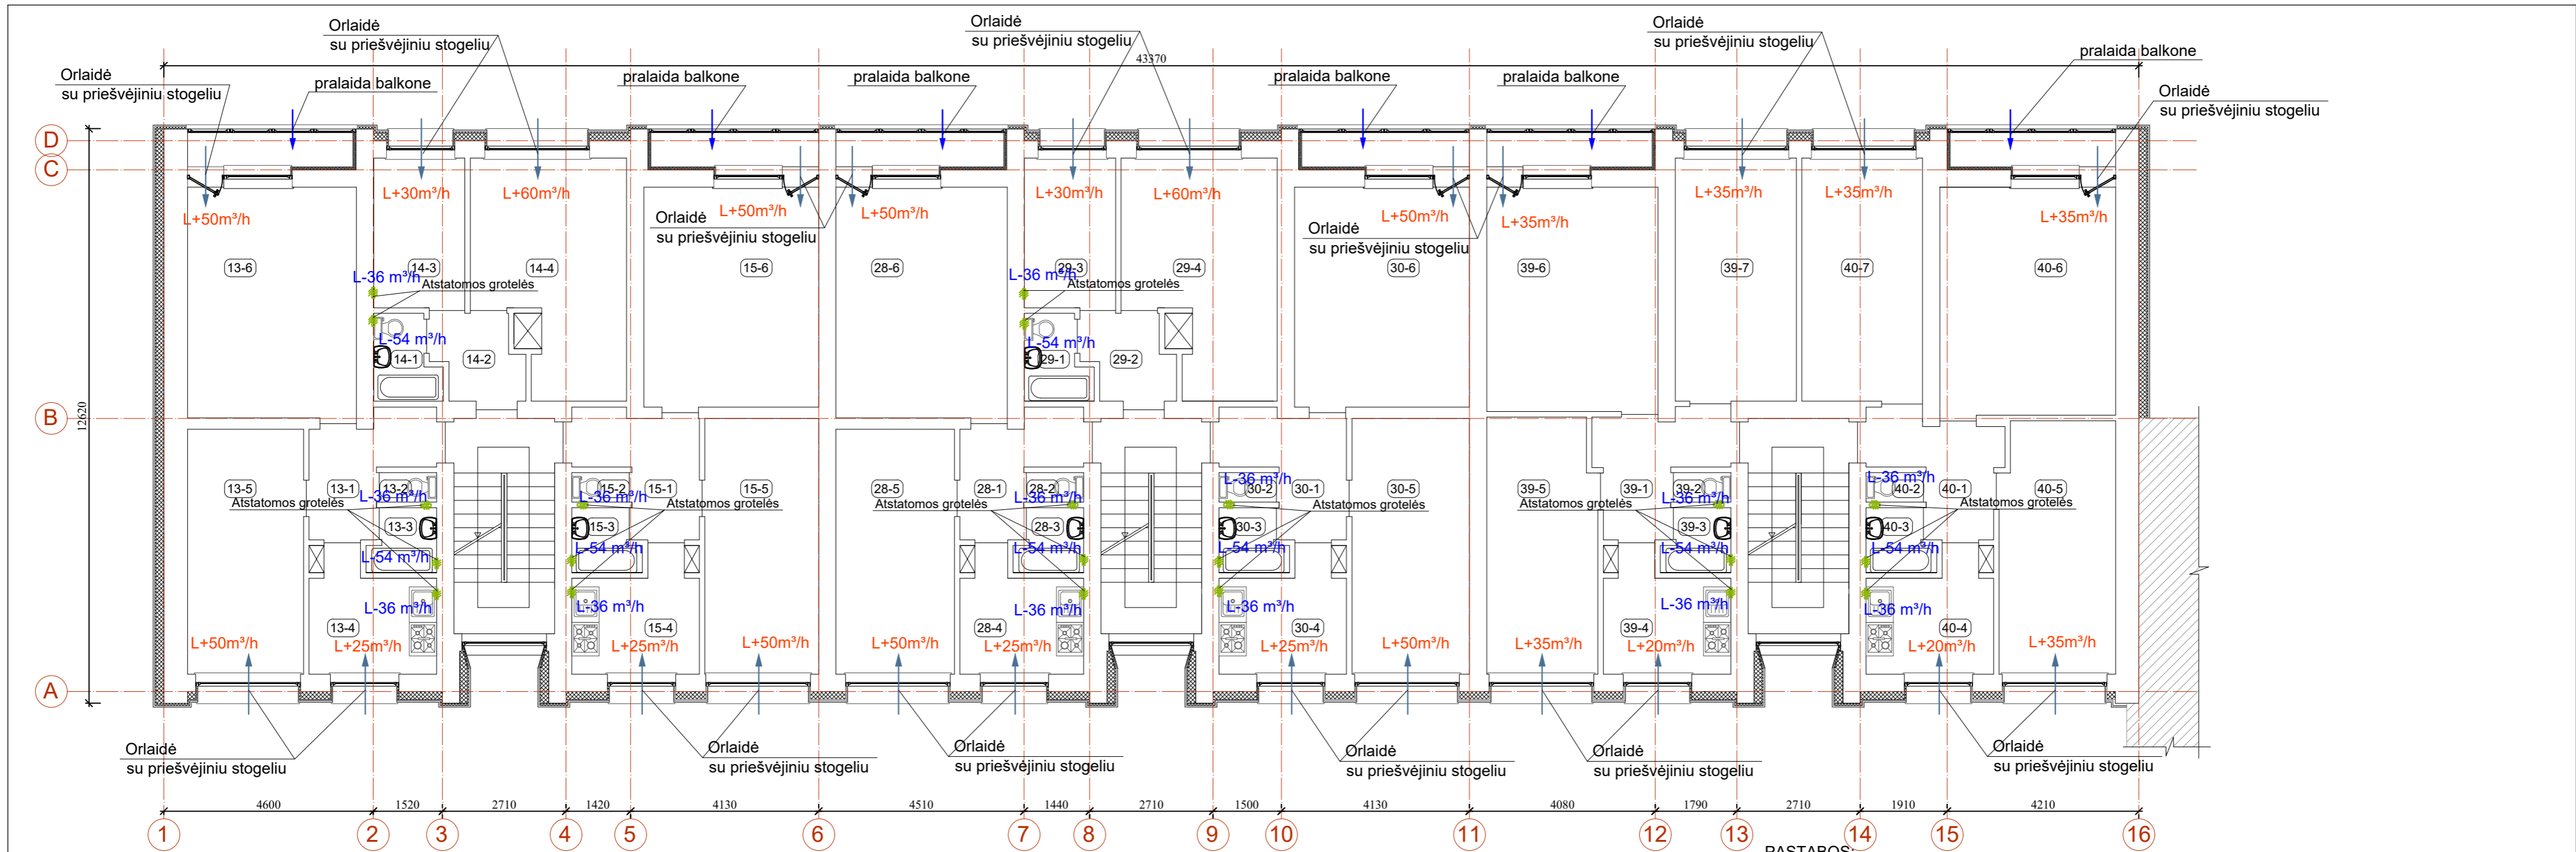 Orlaidė
su priešvėjiniu stogeliu
Orlaidė
su priešvėjiniu stogeliu
Orlaidė
su priešvėjiniu stogeliu
43370
pralaida balkone
Orlaidė
su priešvėjiniu stogeliu
pralaida balkone
pralaida balkone
pralaida balkone
pralaida balkone
pralaida balkone
Orlaidė
su priešvėjiniu stogeliu
D
C
B
A
12620
L+50m³/h
L+30m³/h
L+60m³/h
L+50m³/h
L+50m³/h
L+30m³/h
L+60m³/h
L+50m³/h
L+35m³/h
L+35m³/h
L+35m³/h
L+35m³/h
Orlaidė
su priešvėjiniu stogeliu
Orlaidė
su priešvėjiniu stogeliu
13-6
14-3
14-4
15-6
28-6
29-3
29-4
30-6
39-6
39-7
40-7
40-6
L-36 m³/h
Atstatomos grotelės
L-36 m³/h
Atstatomos grotelės
L-54 m³/h
14-1
14-2
L-54 m³/h
29-1
29-2
13-5
13-1
13-2
15-2
15-1
15-5
28-5
28-1
28-2
30-2
30-1
30-5
39-5
39-1
39-2
40-2
40-1
40-5
L-36 m³/h
L-36 m³/h
L-36 m³/h
L-36 m³/h
L-36 m³/h
L-36 m³/h
Atstatomos grotelės
Atstatomos grotelės
Atstatomos grotelės
Atstatomos grotelės
Atstatomos grotelės
Atstatomos grotelės
13-3
15-3
28-3
30-3
39-3
40-3
L-54 m³/h
L-54 m³/h
L-54 m³/h
L-54 m³/h
L-54 m³/h
L-54 m³/h
L-36 m³/h
L-36 m³/h
L-36 m³/h
L-36 m³/h
L-36 m³/h
L-36 m³/h
13-4
15-4
28-4
30-4
39-4
40-4
L+50m³/h
L+25m³/h
L+25m³/h
L+50m³/h
L+50m³/h
L+25m³/h
L+25m³/h
L+50m³/h
L+35m³/h
L+20m³/h
L+20m³/h
L+35m³/h
Orlaidė
su priešvėjiniu stogeliu
Orlaidė
su priešvėjiniu stogeliu
Orlaidė
su priešvėjiniu stogeliu
Orlaidė
su priešvėjiniu stogeliu
Orlaidė
su priešvėjiniu stogeliu
Orlaidė
su priešvėjiniu stogeliu
4600
1520
2710
1420
4130
4510
1440
2710
1500
4130
4080
1790
2710
1910
4210
1
2
3
4
5
6
7
8
9
10
11
12
13
14
15
16
PASTABOS: